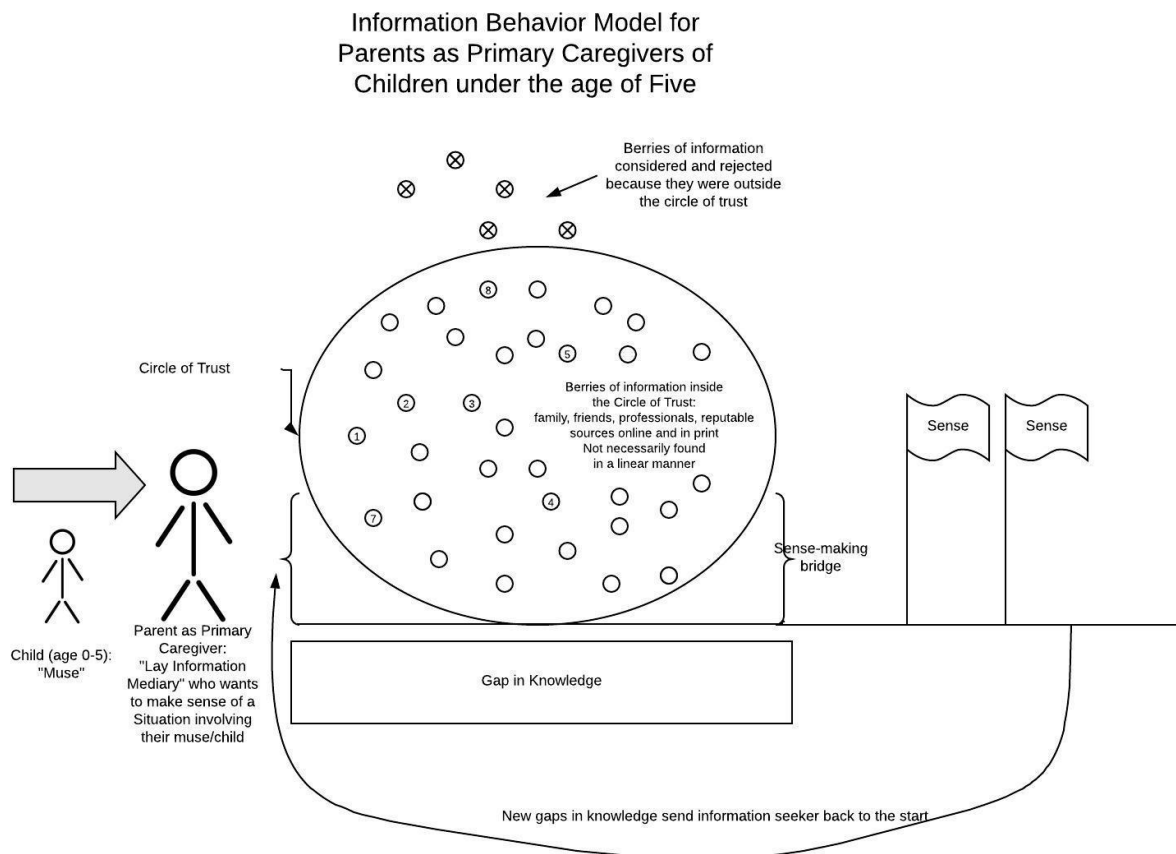 Information Behavior Model for
Parents as Primary Caregivers of
Children under the age of Five
Berries of information
considered and rejected
because they were outside
the circle of trust
8
5
Circle of Trust
Berries of information inside
the Circle of Trust:
family, friends, professionals, reputable
sources online and in print
Not necessarily found
in a linear manner
2
3
1
4
7
Sense
Sense
Sense-making
bridge
Child (age 0-5):
"Muse"
Parent as Primary
Caregiver:
"Lay Information
Mediary" who wants
to make sense of a
Situation involving
their muse/child
Gap in Knowledge
New gaps in knowledge send information seeker back to the start